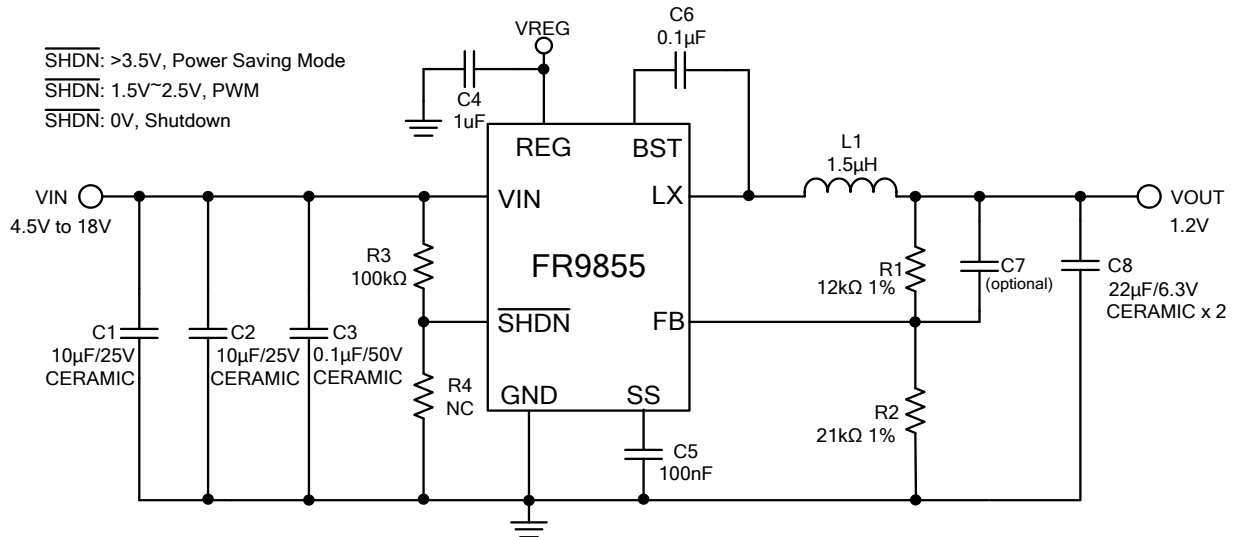 SHDN: >3.5V, Power Saving Mode
SHDN: 1.5V~2.5V, PWM
SHDN: 0V, Shutdown
VREG
C4
1uF
C6
0.1µF
REG
BST
L1
1.5µH
VIN
4.5V to 18V
VIN
LX
VOUT
1.2V
FR9855
R3
100kΩ
R1
12kΩ 1%
C7
(optional)
C8
22µF/6.3V
CERAMIC x 2
SHDN
FB
C1
10µF/25V
CERAMIC
C2
10µF/25V
CERAMIC
C3
0.1µF/50V
CERAMIC
R4
NC
GND
SS
R2
21kΩ 1%
C5
100nF